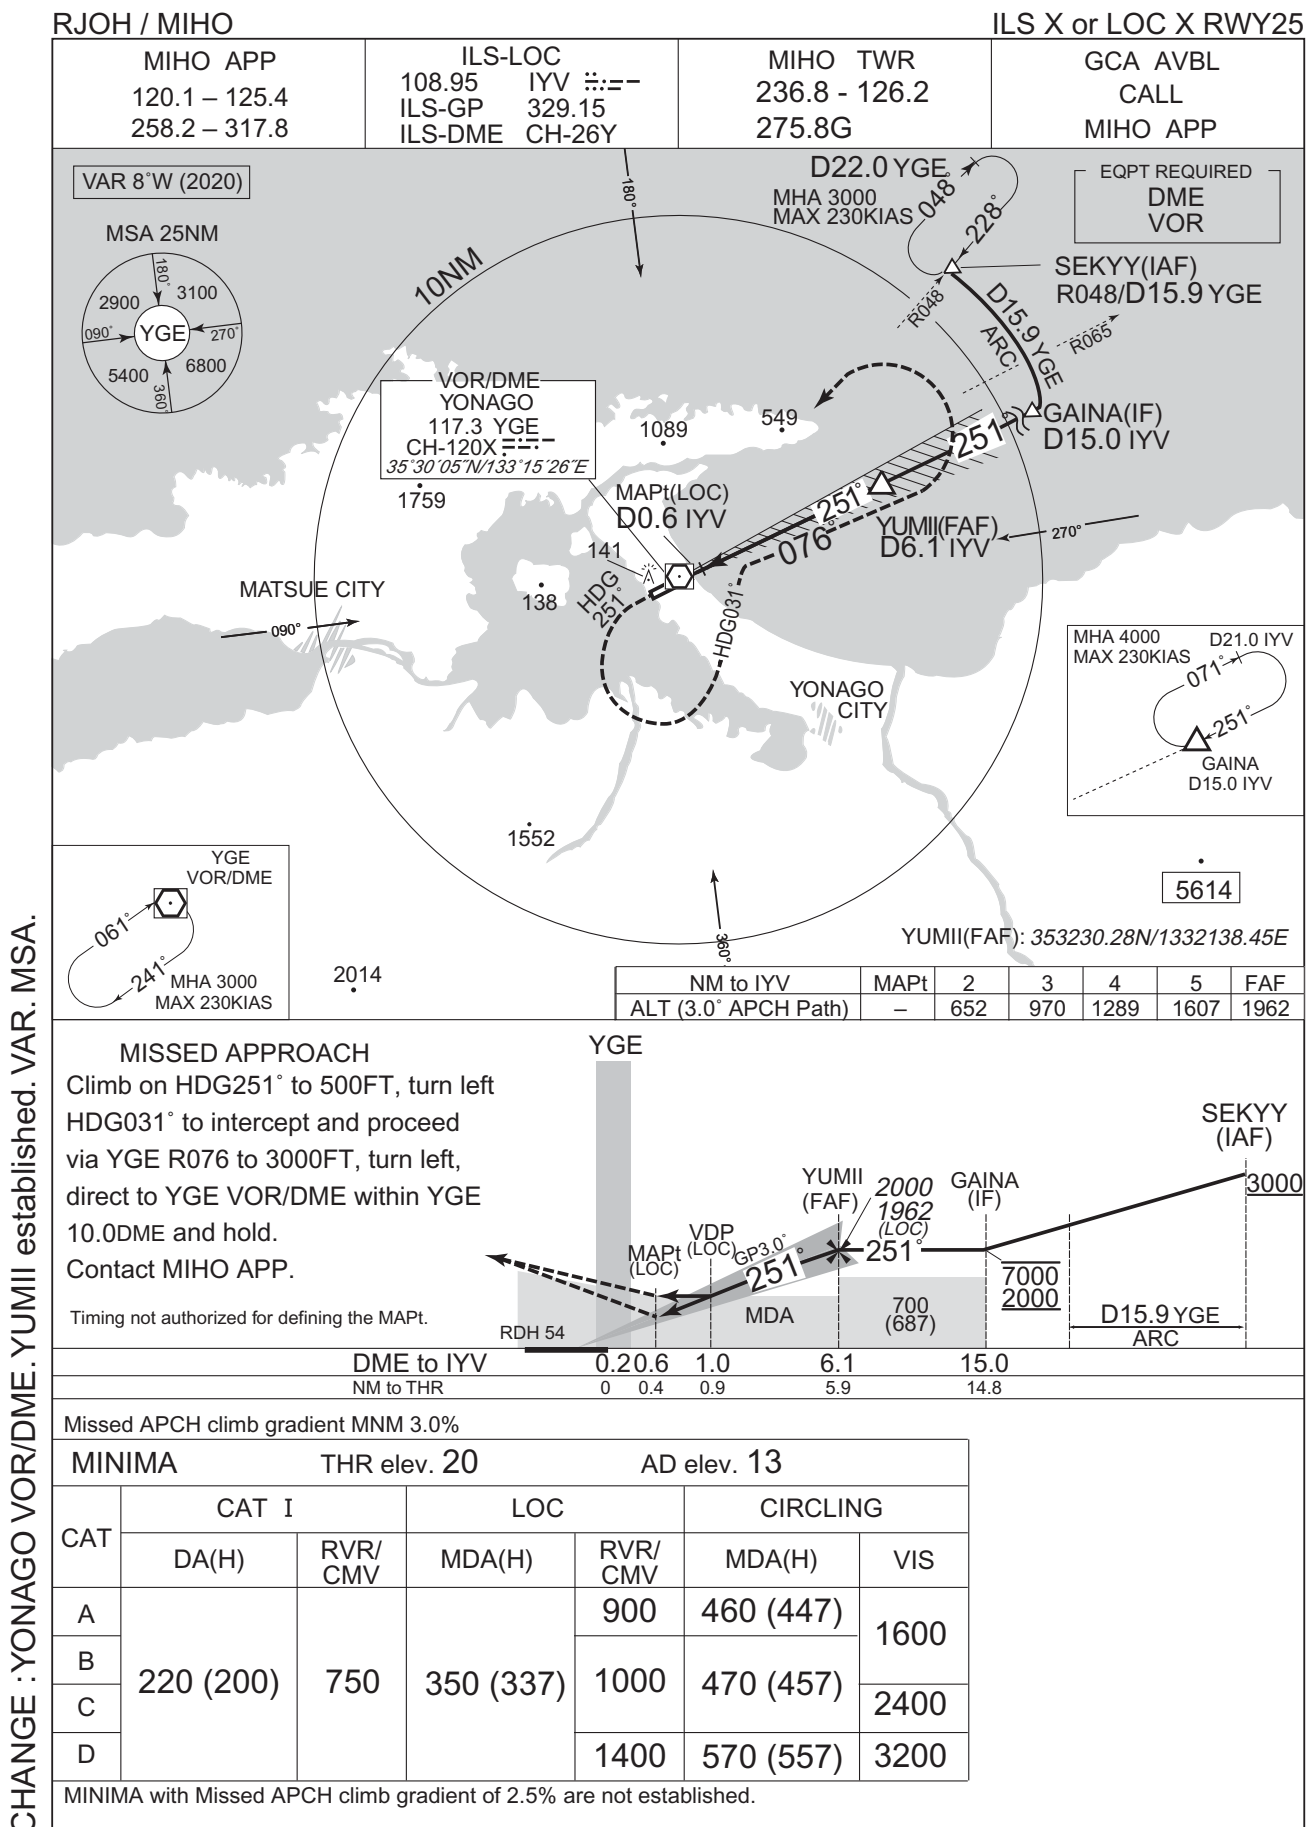 RJOH / MIHO
ILS X or LOC X RWY25
MIHO APP
120.1 – 125.4
258.2 – 317.8
ILS-LOC
108.95 IYV
ILS-GP 329.15
ILS-DME CH-26Y
MIHO TWR
236.8 - 126.2
275.8G
GCA AVBL
CALL
MIHO APP
VAR 8°W (2020)
MSA 25NM
180°
2900
3100
090°
YGE
270°
5400
6800
360°
10NM
180°
D22.0 YGE
MHA 3000
MAX 230KIAS
048°
228°
EQPT REQUIRED
DME
VOR
SEKYY(IAF)
R048/D15.9 YGE
R048
D15.9 YGE
ARC
R065
GAINA(IF)
D15.0 IYV
VOR/DME
YONAGO
117.3 YGE
CH-120X
35°30´05˝N/133°15´26˝E
1759
1089
549
251°
MAPt(LOC)
D0.6 IYV
251°
YUMII(FAF)
D6.1 IYV
270°
076°
141
138
HDG
251°
HDG031°
MATSUE CITY
090°
YONAGO
CITY
MHA 4000
MAX 230KIAS
D21.0 IYV
071°
251°
GAINA
D15.0 IYV
1552
5614
360°
YGE
VOR/DME
061°
241°
MHA 3000
MAX 230KIAS
2014
YUMII(FAF): 353230.28N/1332138.45E
NM to IYV MAPt 2 3 4 5 FAF
ALT (3.0° APCH Path) – 652 970 1289 1607 1962
MISSED APPROACH
Climb on HDG251° to 500FT, turn left
HDG031° to intercept and proceed
via YGE R076 to 3000FT, turn left,
direct to YGE VOR/DME within YGE
10.0DME and hold.
Contact MIHO APP.
Timing not authorized for defining the MAPt.
YGE
SEKYY
(IAF)
3000
YUMII
(FAF)
2000
1962
(LOC)
GAINA
(IF)
VDP
(LOC)
MAPt
(LOC)
GP3.0°
251°
251°
7000
2000
MDA
700
(687)
D15.9 YGE
ARC
RDH 54
DME to IYV 0.2 0.6 1.0 6.1 15.0
NM to THR 0 0.4 0.9 5.9 14.8
Missed APCH climb gradient MNM 3.0%
MINIMA THR elev. 20 AD elev. 13
CAT
CAT I
LOC
CIRCLING
DA(H)
RVR/
CMV
MDA(H)
RVR/
CMV
MDA(H)
VIS
A
B
C
D
220 (200)
750
350 (337)
900
1000
1400
460 (447)
470 (457)
570 (557)
1600
2400
3200
MINIMA with Missed APCH climb gradient of 2.5% are not established.
CHANGE : YONAGO VOR/DME. YUMII established. VAR. MSA.